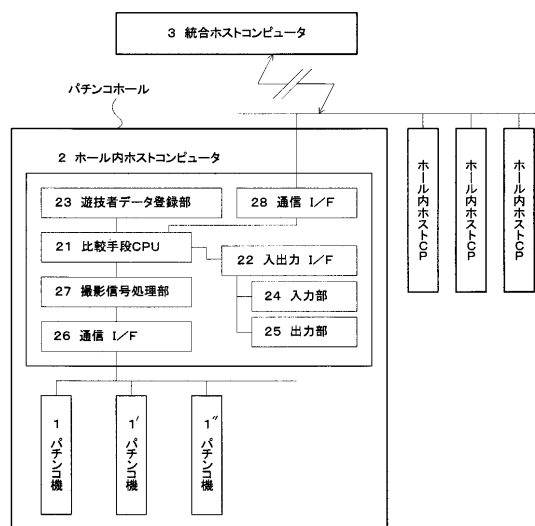 3 統合ホストコンピュータ
パチンコホール
2 ホール内ホストコンピュータ
23 遊技者データ登録部
28 通信 I/F
21 比較手段CPU
22 入出力 I/F
27 撮影信号処理部
24 入力部
26 通信 I/F
25 出力部
1 パチンコ機
1′ パチンコ機
1″ パチンコ機
ホール内ホストCP
ホール内ホストCP
ホール内ホストCP